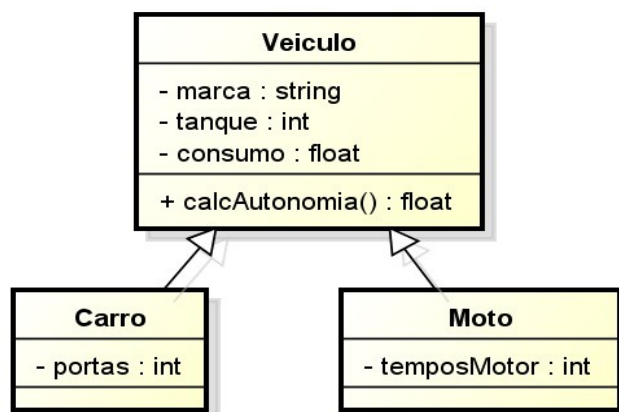 Veiculo
- marca : string
- tanque : int
- consumo : float
+ calcAutonomia() : float
Carro
- portas : int
Moto
- temposMotor : int